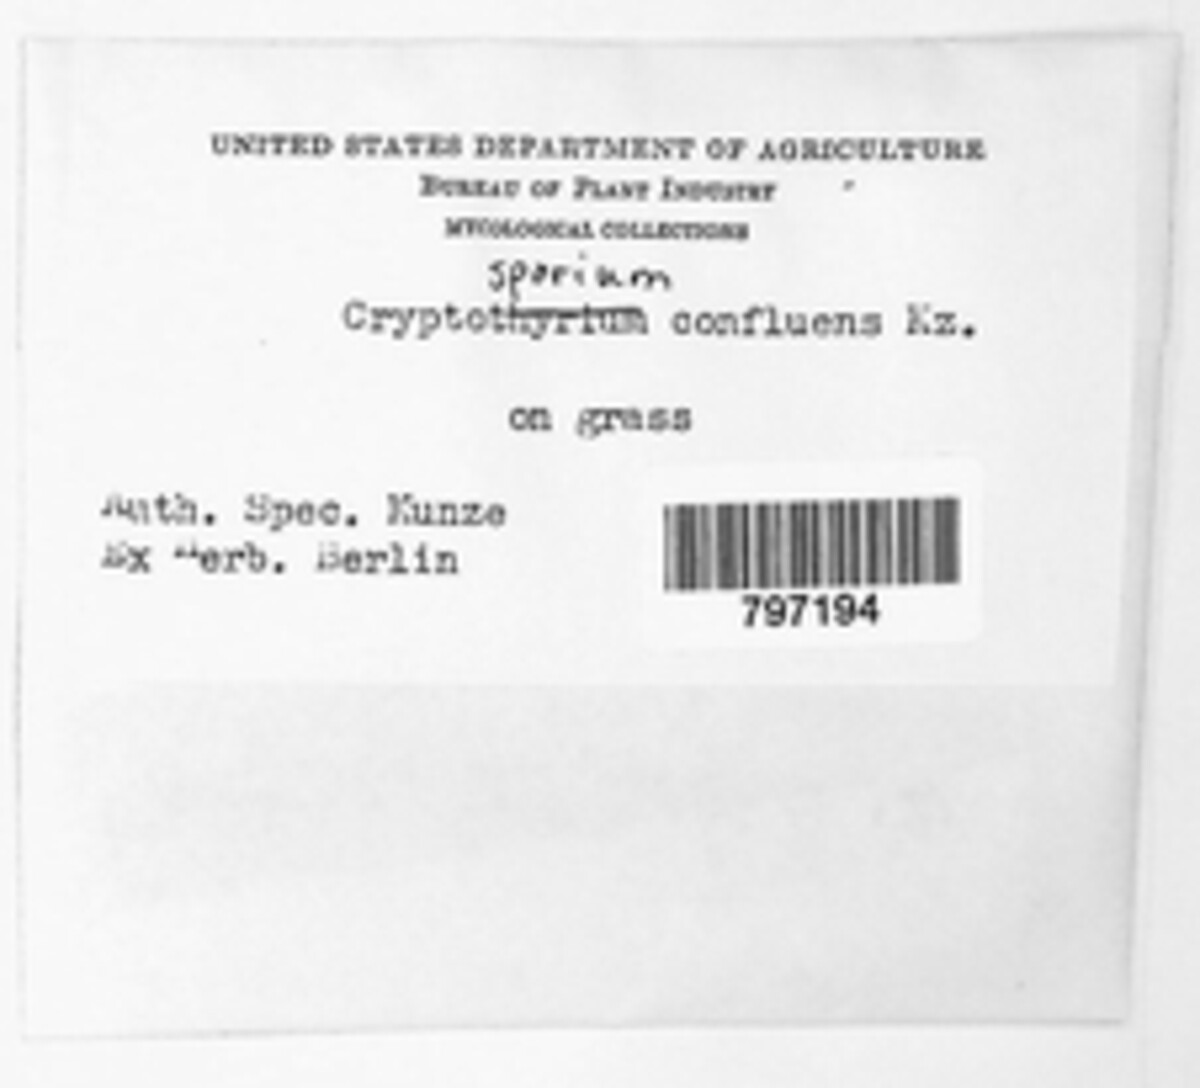 UNITED STATES DEPARTMENT OF AGRICULTURE
BUREAU OF PLANT INDUSTRY
MYCOLOGICAL COLLECTIONS
sporium
Cryptothyrium confluens Kz.
on grass
Auth. Spec. Kunze
Ex Herb. Berlin
797194